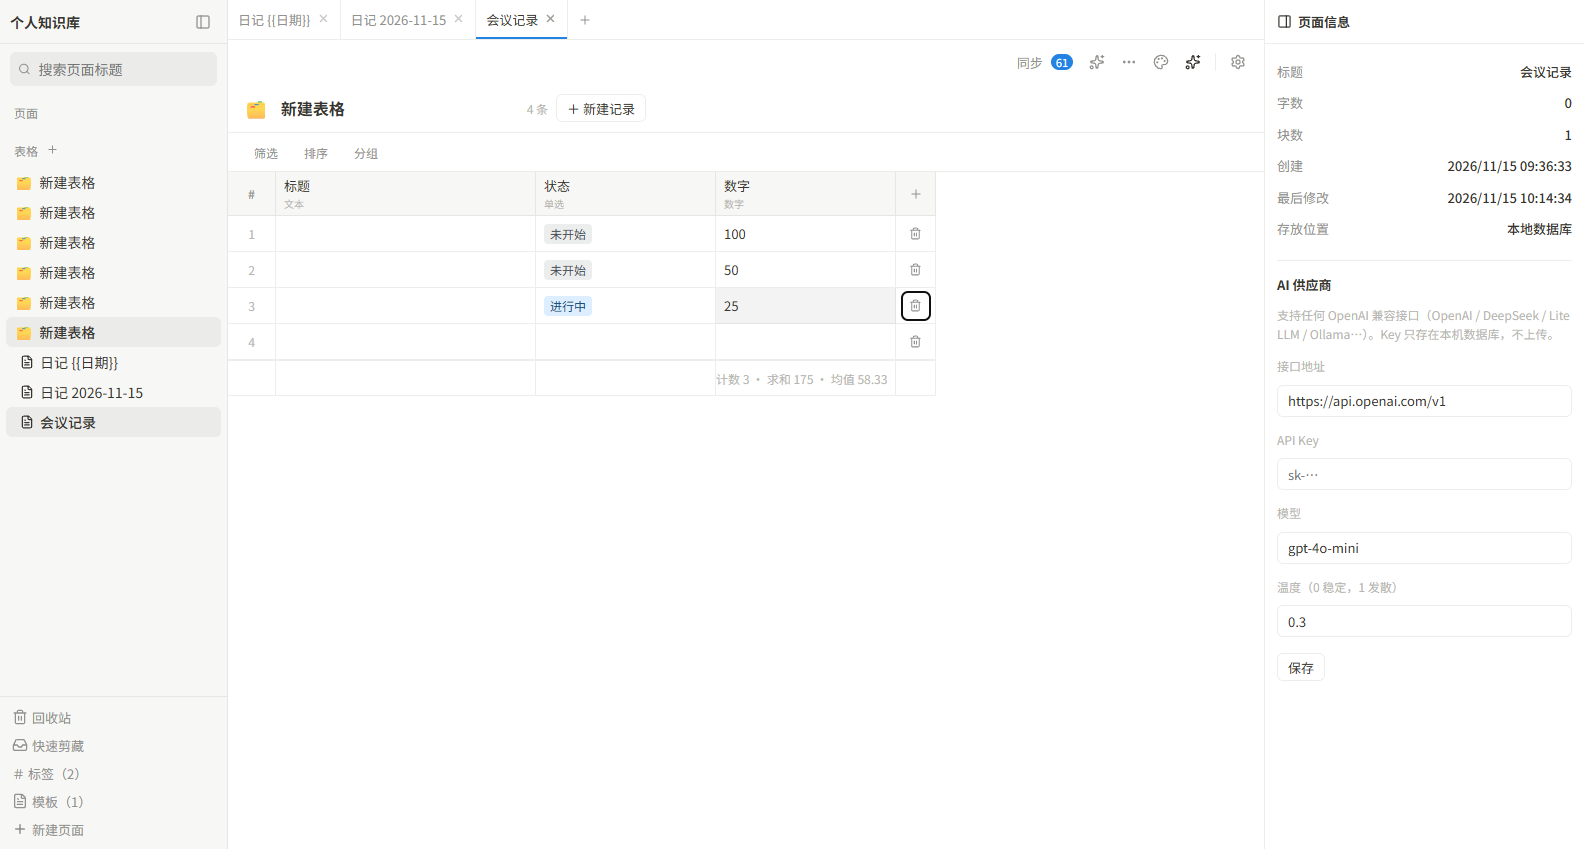 个人知识库
搜索页面标题
页面
表格
新建表格
新建表格
新建表格
新建表格
新建表格
新建表格
日记 {{日期}}
日记 2026-11-15
会议记录
回收站
快速剪藏
# 标签（2）
模板（1）
新建页面
日记 {{日期}} 日记 2026-11-15 会议记录
同步 61
新建表格 4 条 新建记录
筛选 排序 分组
# 标题 状态 数字
文本 单选 数字
1 未开始 100
2 未开始 50
3 进行中 25
4
计数 3 • 求和 175 • 均值 58.33
页面信息
标题 会议记录
字数 0
块数 1
创建 2026/11/15 09:36:33
最后修改 2026/11/15 10:14:34
存放位置 本地数据库
AI 供应商
支持任何 OpenAI 兼容接口（OpenAI / DeepSeek / Lite
LLM / Ollama…）。Key 只存在本机数据库，不上传。
接口地址
https://api.openai.com/v1
API Key
sk-…
模型
gpt-4o-mini
温度（0 稳定，1 发散）
0.3
保存